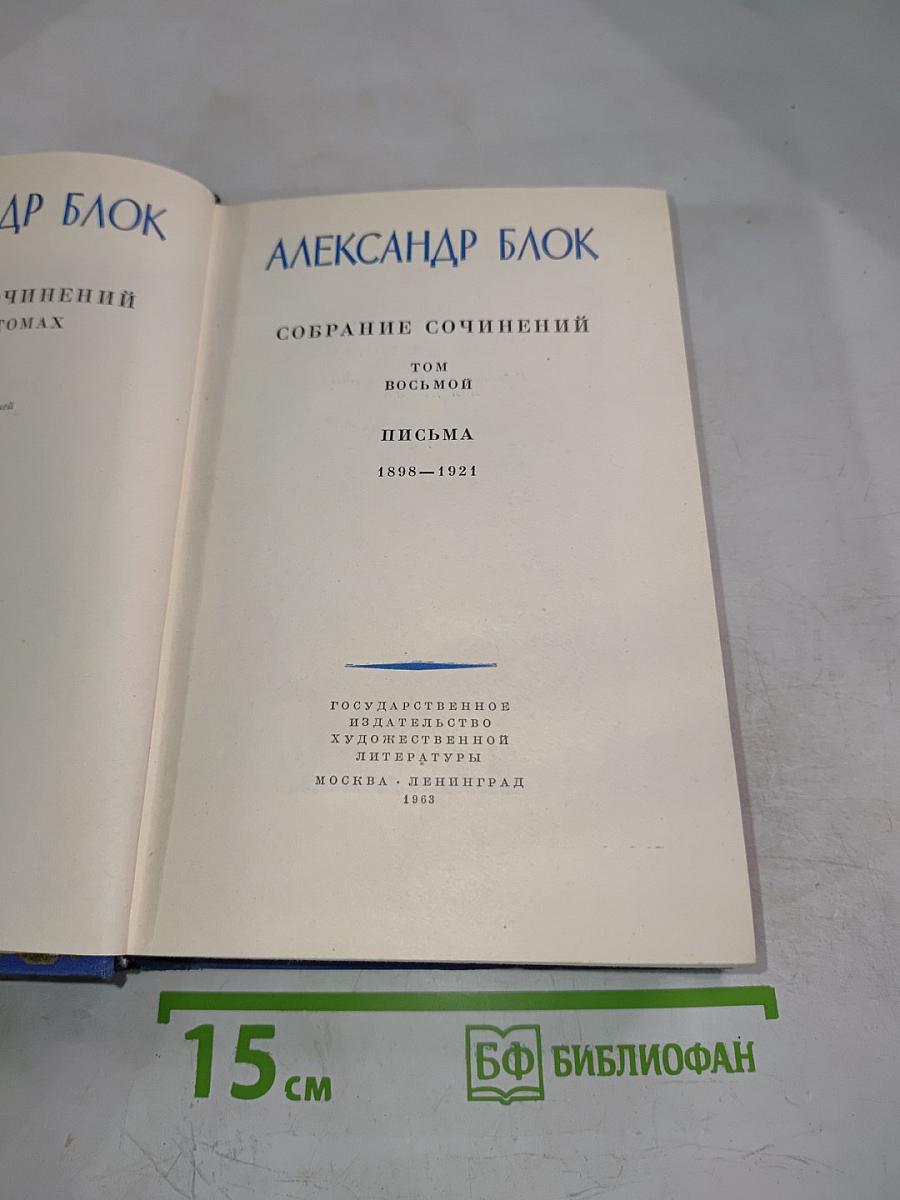 ДР БЛОК
ОЧИНЕНИЙ
ТОМАХ
АЛЕКСАНДР БЛОК
СОБРАНИЕ СОЧИНЕНИЙ
ТОМ
ВОСЬМОЙ
ПИСЬМА
1898—1921
ГОСУДАРСТВЕННОЕ
ИЗДАТЕЛЬСТВО
ХУДОЖЕСТВЕННОЙ
ЛИТЕРАТУРЫ
МОСКВА · ЛЕНИНГРАД
1963
15 см
БФ БИБЛИОФАН